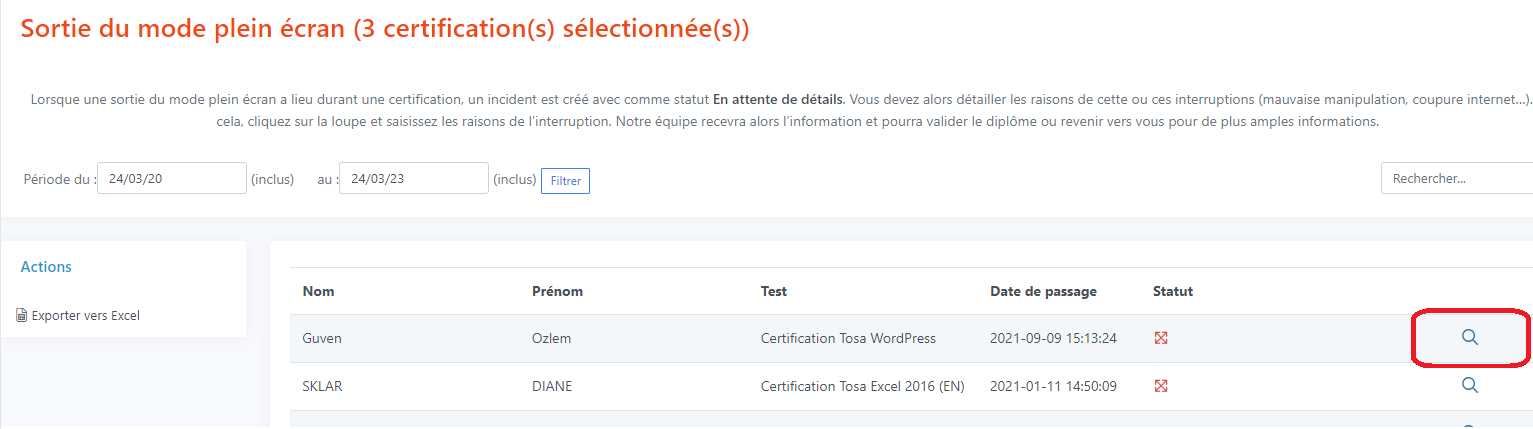 Sortie du mode plein écran (3 certification(s) sélectionnée(s))
Lorsque une sortie du mode plein écran a lieu durant une certification, un incident est créé avec comme statut En attente de détails. Vous devez alors détailler les raisons de cette ou ces interruptions (mauvaise manipulation, coupure internet...).
cela, cliquez sur la loupe et saisissez les raisons de l’interruption. Notre équipe recevra alors l’information et pourra valider le diplôme ou revenir vers vous pour de plus amples informations.
Période du : 24/03/20 (inclus) au : 24/03/23 (inclus) Filtrer Rechercher...
Actions
Exporter vers Excel
Nom Prénom Test Date de passage Statut
Guven Ozlem Certification Tosa WordPress 2021-09-09 15:13:24
SKLAR DIANE Certification Tosa Excel 2016 (EN) 2021-01-11 14:50:09